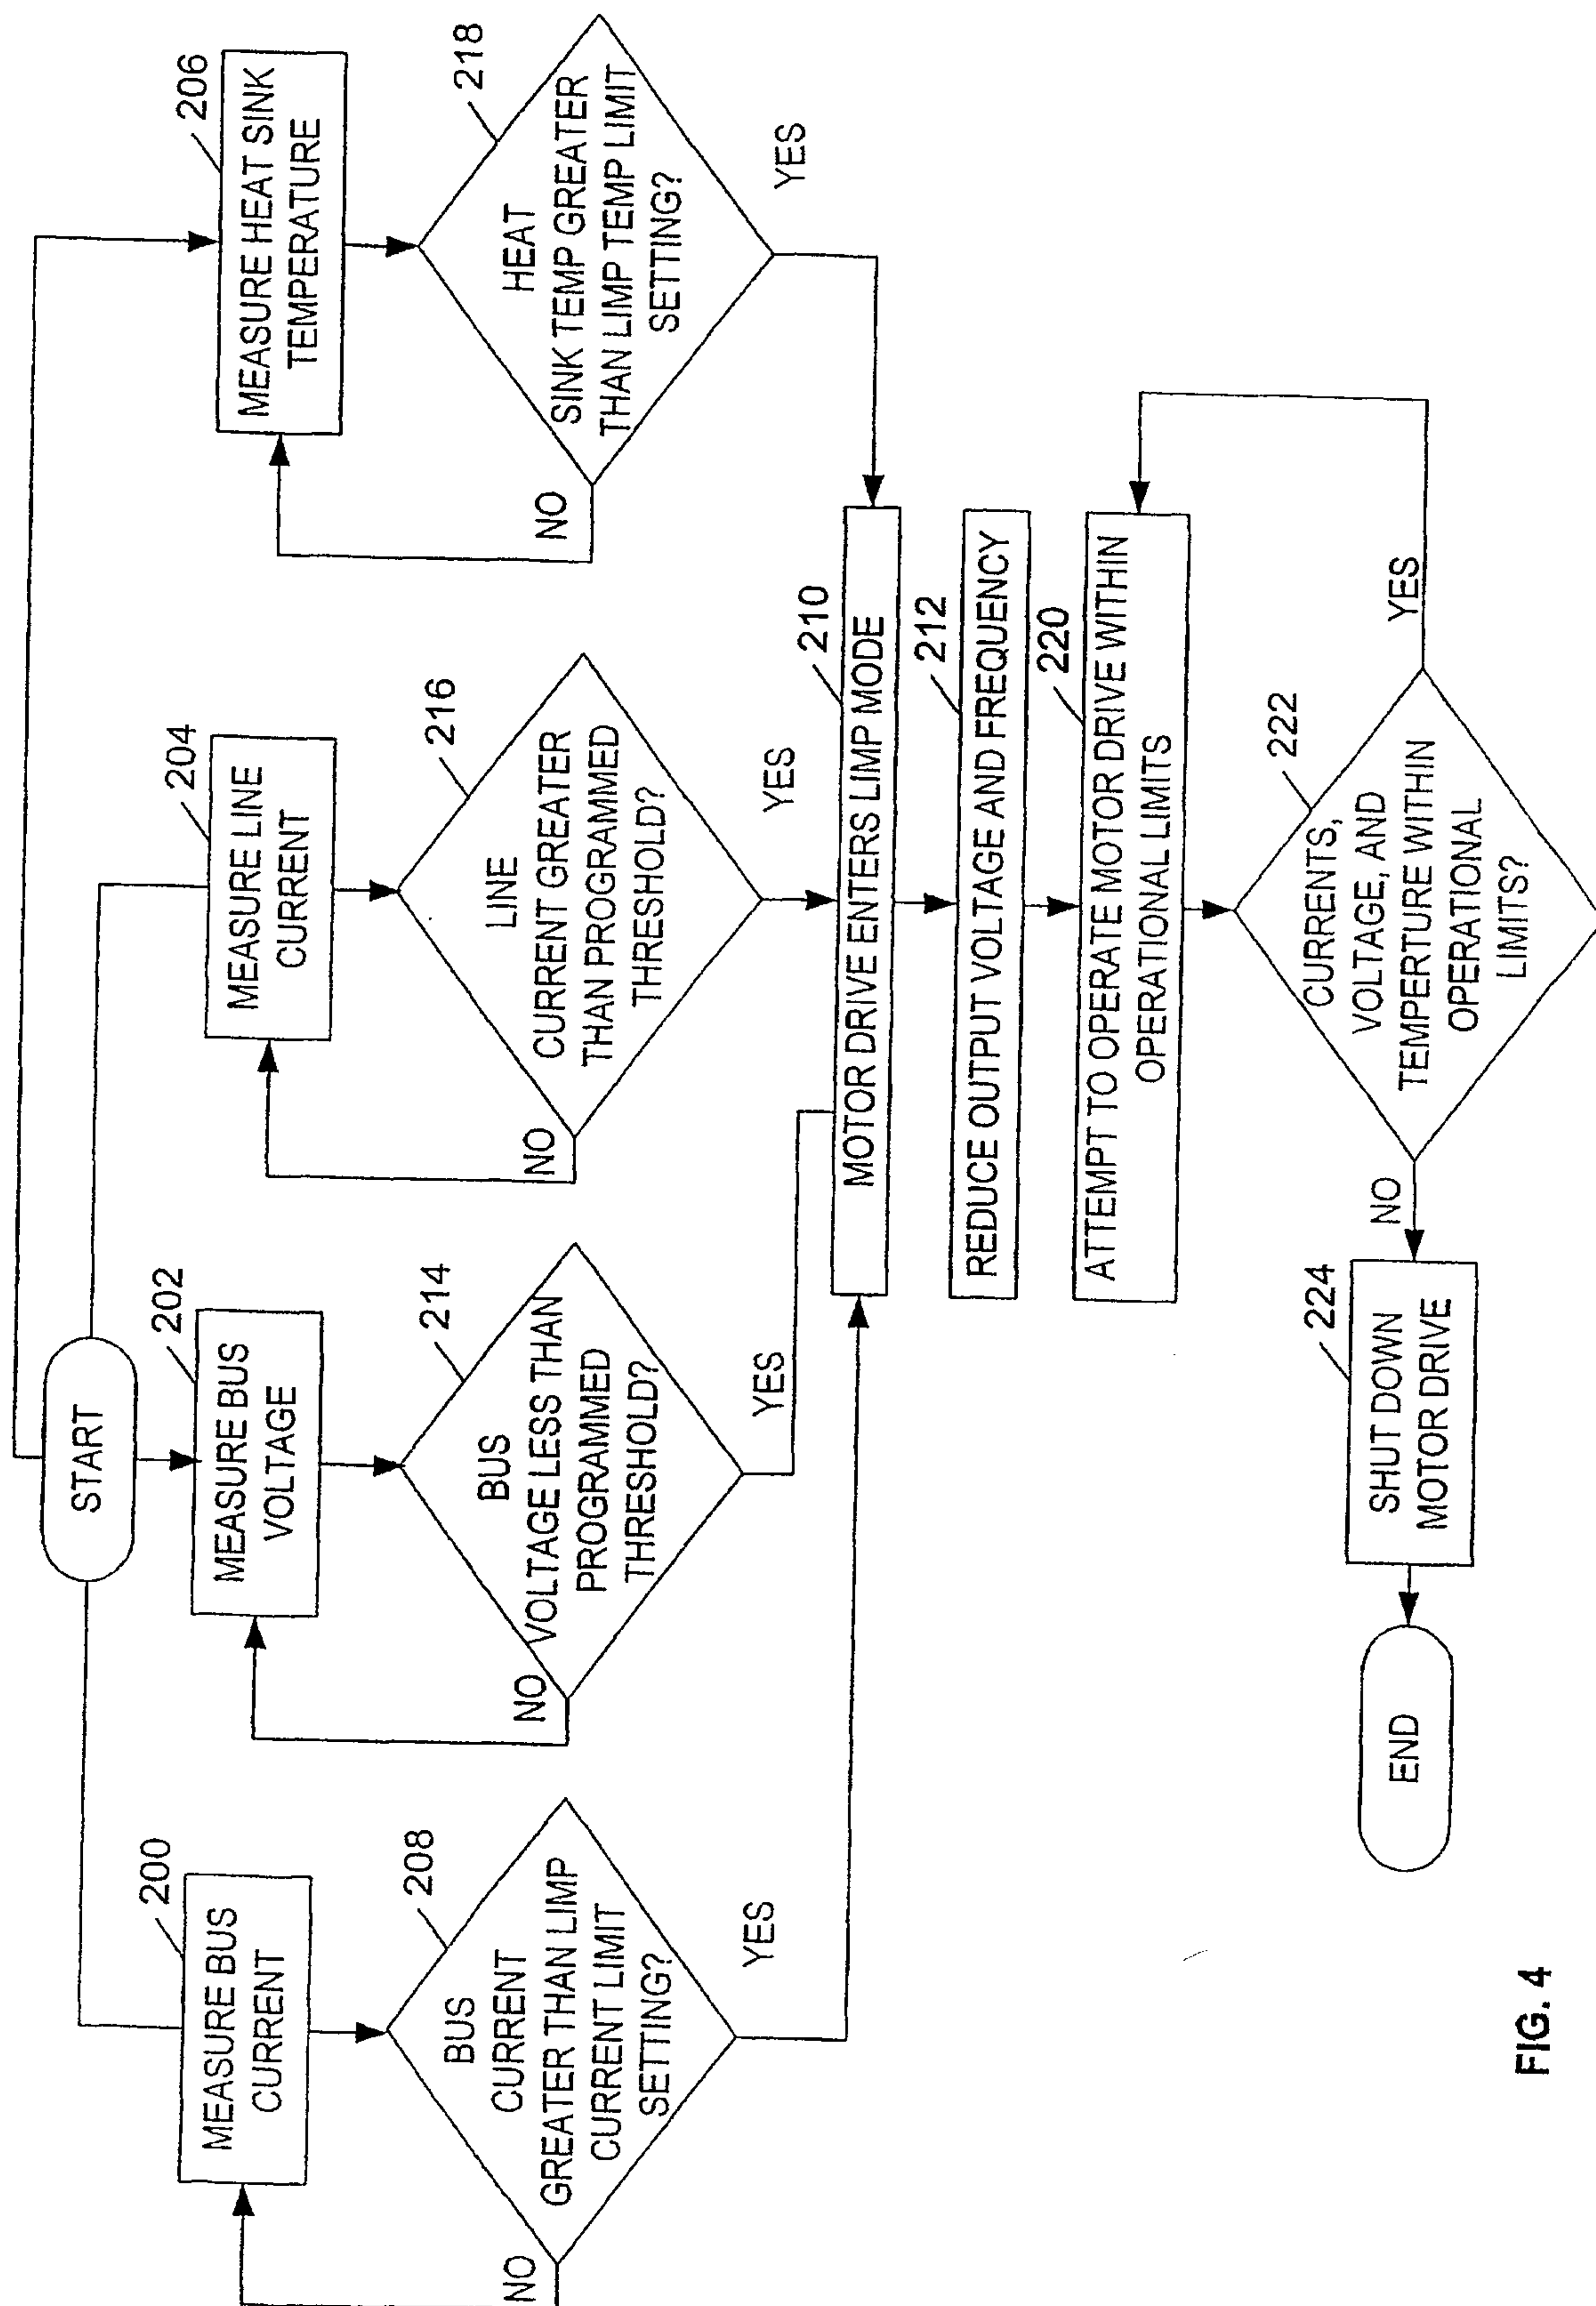 START
200
MEASURE BUS
CURRENT
202
MEASURE BUS
VOLTAGE
204
MEASURE LINE
CURRENT
206
MEASURE HEAT SINK
TEMPERATURE
208
BUS
CURRENT
GREATER THAN LIMP
CURRENT LIMIT
SETTING?
NO
YES
214
BUS
VOLTAGE LESS THAN
PROGRAMMED
THRESHOLD?
NO
YES
216
LINE
CURRENT GREATER
THAN PROGRAMMED
THRESHOLD?
NO
YES
218
HEAT
SINK TEMP GREATER
THAN LIMP TEMP LIMIT
SETTING?
NO
YES
210
MOTOR DRIVE ENTERS LIMP MODE
212
REDUCE OUTPUT VOLTAGE AND FREQUENCY
220
ATTEMPT TO OPERATE MOTOR DRIVE WITHIN
OPERATIONAL LIMITS
222
CURRENTS,
VOLTAGE, AND
TEMPERTURE WITHIN
OPERATIONAL
LIMITS?
YES
NO
224
SHUT DOWN
MOTOR DRIVE
END
FIG. 4